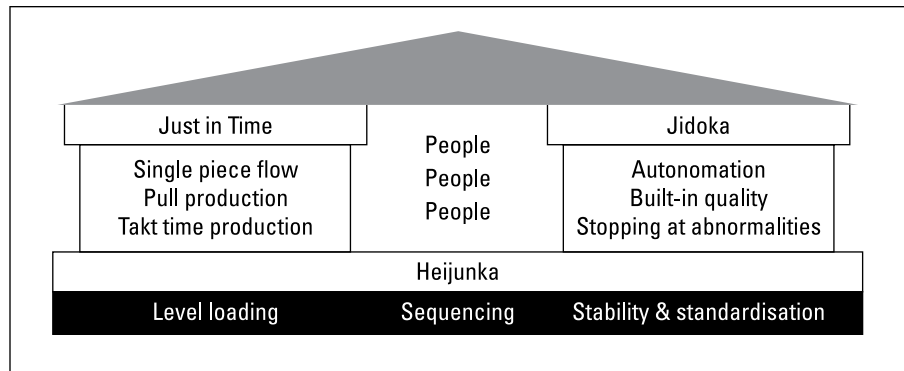 Just in Time
Single piece flow
Pull production
Takt time production
People
People
People
Jidoka
Autonomation
Built-in quality
Stopping at abnormalities
Heijunka
Level loading
Sequencing
Stability & standardisation